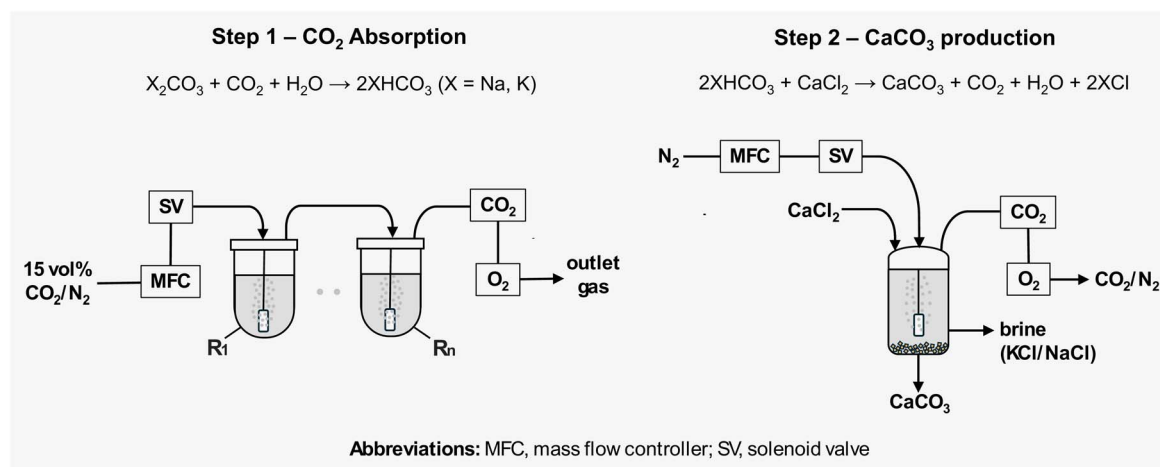 Step 1 – CO₂ Absorption
X₂CO₃ + CO₂ + H₂O → 2XHCO₃ (X = Na, K)
SV
15 vol%
CO₂/N₂
MFC
CO₂
O₂
outlet
gas
R1
Rn
Step 2 – CaCO₃ production
2XHCO₃ + CaCl₂ → CaCO₃ + CO₂ + H₂O + 2XCl
N₂
MFC
SV
CaCl₂
CO₂
O₂
CO₂/N₂
brine
(KCl/NaCl)
CaCO₃
Abbreviations: MFC, mass flow controller; SV, solenoid valve